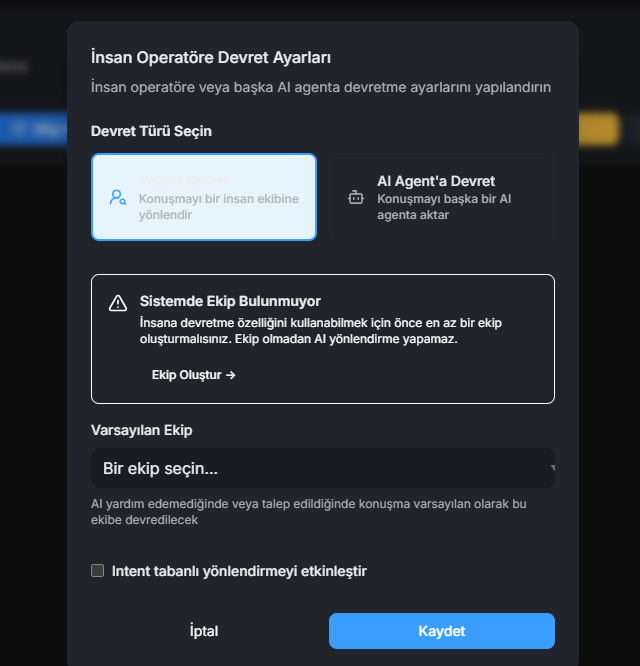 İnsan Operatöre Devret Ayarları
İnsan operatöre veya başka AI agenta devretme ayarlarını yapılandırın
Devret Türü Seçin
Konuşmayı bir insan ekibine
yönlendir
AI Agent'a Devret
Konuşmayı başka bir AI
agenta aktar
Sistemde Ekip Bulunmuyor
İnsana devretme özelliğini kullanabilmek için önce en az bir ekip
oluşturmalısınız. Ekip olmadan AI yönlendirme yapamaz.
Ekip Oluştur →
Varsayılan Ekip
Bir ekip seçin...
AI yardım edemediğinde veya talep edildiğinde konuşma varsayılan olarak bu
ekibe devredilecek
Intent tabanlı yönlendirmeyi etkinleştir
İptal
Kaydet